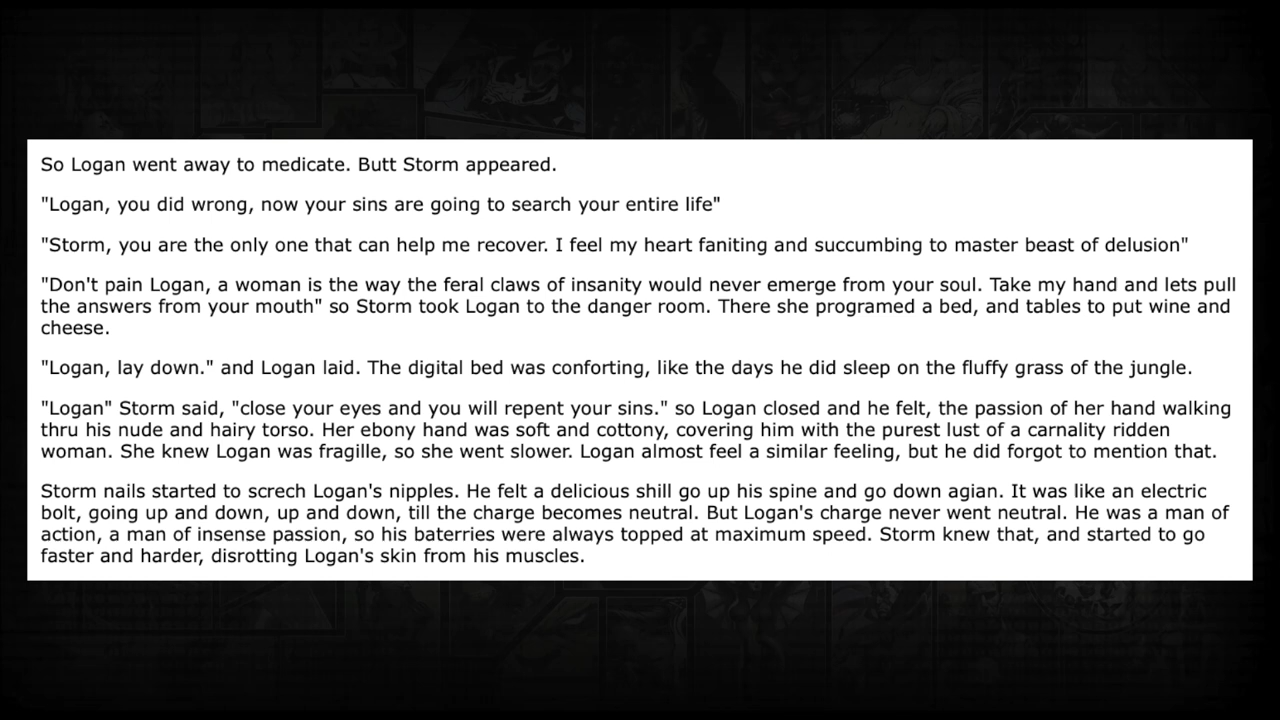 So Logan went away to medicate. Butt Storm appeared.
"Logan, you did wrong, now your sins are going to search your entire life"
"Storm, you are the only one that can help me recover. I feel my heart faniting and succumbing to master beast of delusion"
"Don't pain Logan, a woman is the way the feral claws of insanity would never emerge from your soul. Take my hand and lets pull
the answers from your mouth" so Storm took Logan to the danger room. There she programed a bed, and tables to put wine and
cheese.
"Logan, lay down." and Logan laid. The digital bed was conforting, like the days he did sleep on the fluffy grass of the jungle.
"Logan" Storm said, "close your eyes and you will repent your sins." so Logan closed and he felt, the passion of her hand walking
thru his nude and hairy torso. Her ebony hand was soft and cottony, covering him with the purest lust of a carnality ridden
woman. She knew Logan was fragille, so she went slower. Logan almost feel a similar feeling, but he did forgot to mention that.
Storm nails started to screch Logan's nipples. He felt a delicious shill go up his spine and go down agian. It was like an electric
bolt, going up and down, up and down, till the charge becomes neutral. But Logan's charge never went neutral. He was a man of
action, a man of insense passion, so his baterries were always topped at maximum speed. Storm knew that, and started to go
faster and harder, disrotting Logan's skin from his muscles.